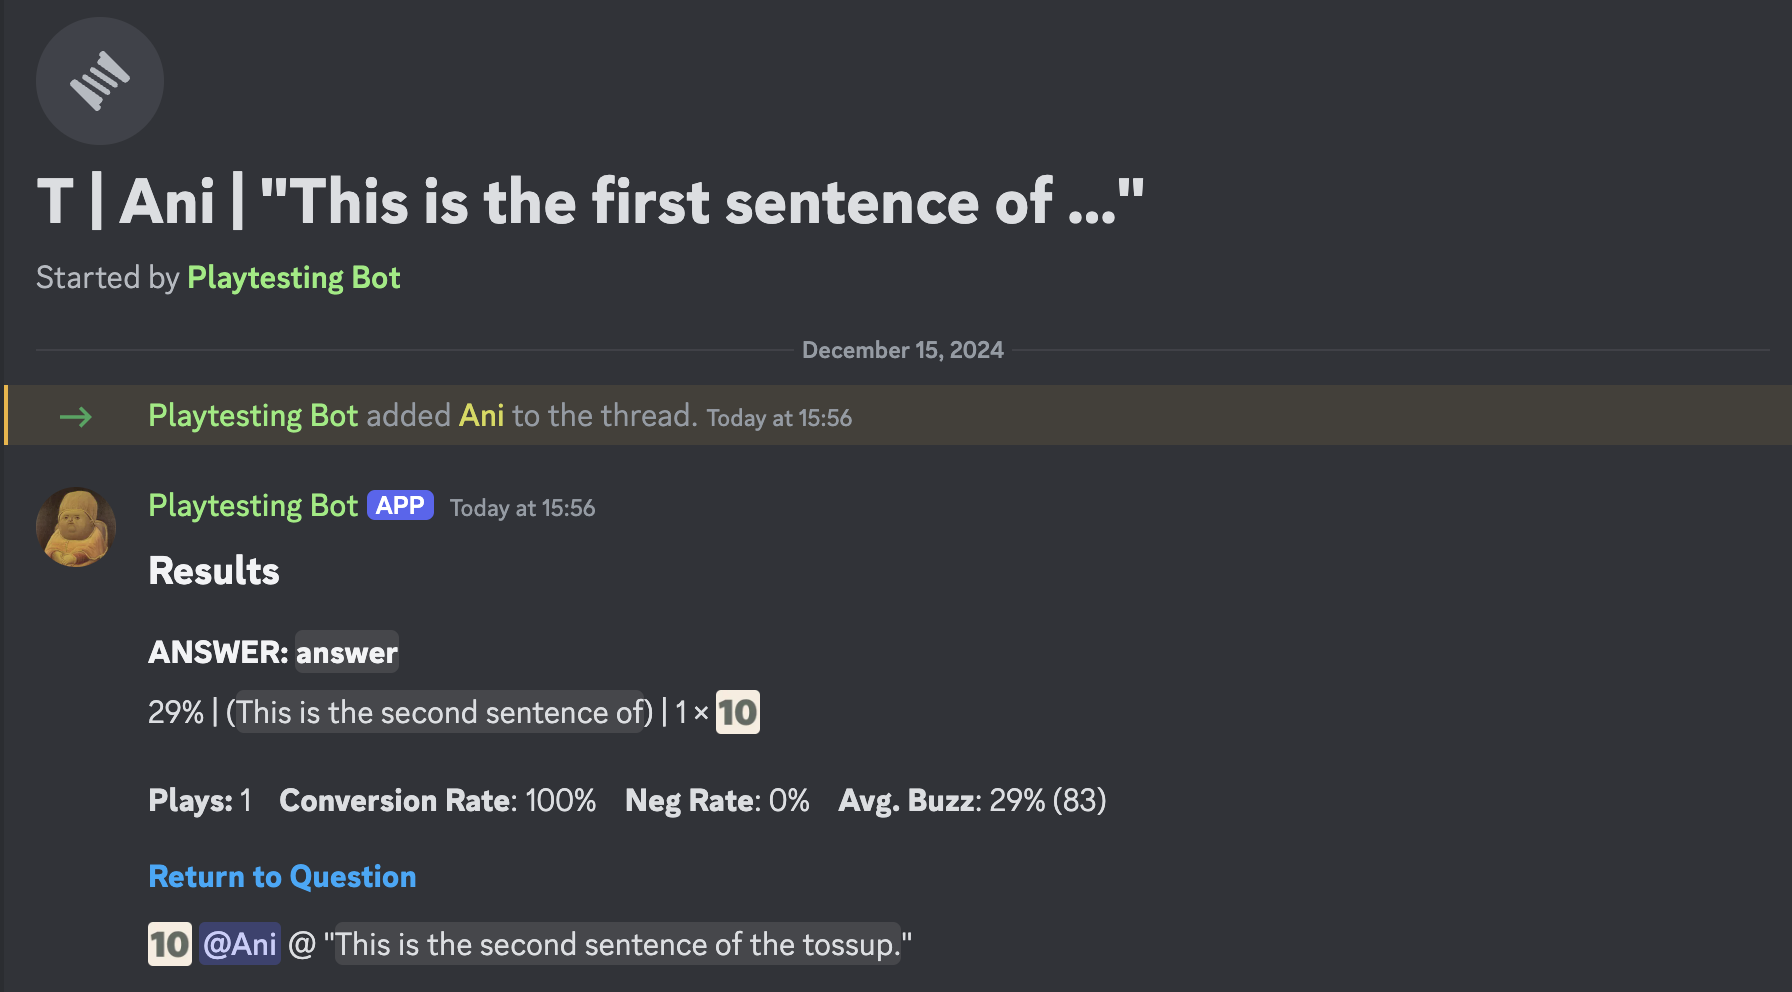 T | Ani | "This is the first sentence of ..."
Started by Playtesting Bot
December 15, 2024
Playtesting Bot added Ani to the thread. Today at 15:56
Playtesting Bot APP Today at 15:56
Results
ANSWER: answer
29% | (This is the second sentence of) | 1 × 10
Plays: 1 Conversion Rate: 100% Neg Rate: 0% Avg. Buzz: 29% (83)
Return to Question
10 @Ani @ "This is the second sentence of the tossup."